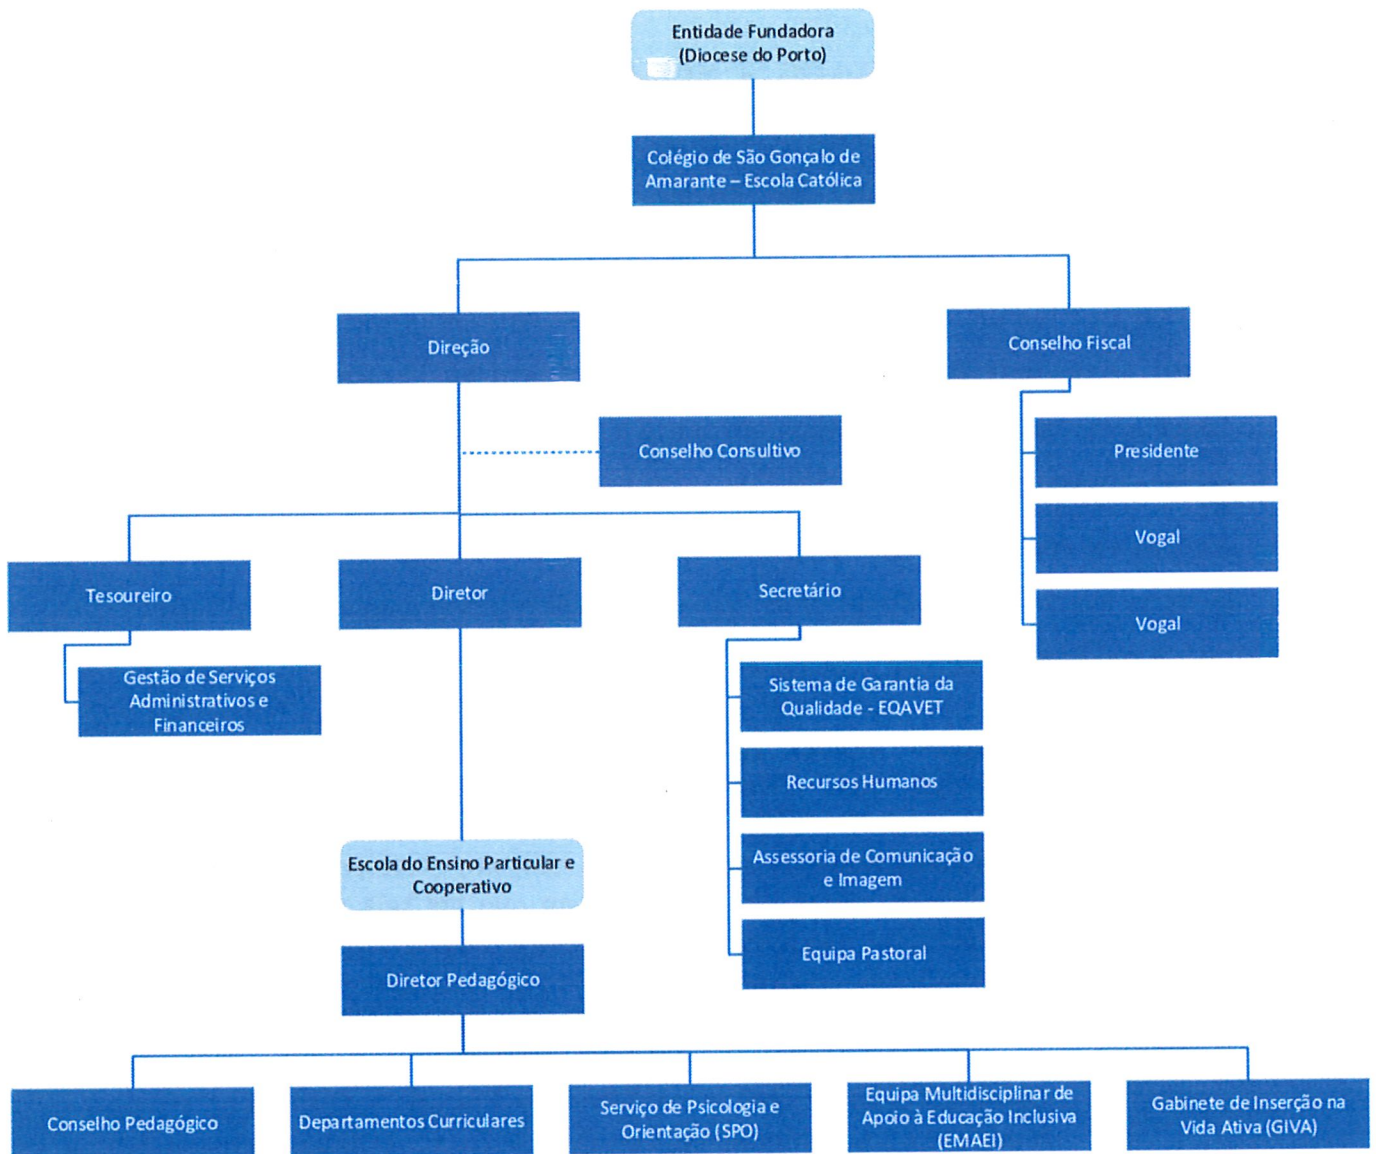 Entidade Fundadora
(Diocese do Porto)
Colégio de São Gonçalo de
Amarante – Escola Católica
Direção
Conselho Fiscal
Conselho Consultivo
Presidente
Vogal
Vogal
Tesoureiro
Diretor
Secretário
Gestão de Serviços
Administrativos e
Financeiros
Sistema de Garantia da
Qualidade - EQAVET
Recursos Humanos
Assessoria de Comunicação
e Imagem
Equipa Pastoral
Escola do Ensino Particular e
Cooperativo
Diretor Pedagógico
Conselho Pedagógico
Departamentos Curriculares
Serviço de Psicologia e
Orientação (SPO)
Equipa Multidisciplinar de
Apoio à Educação Inclusiva
(EMAEI)
Gabinete de Inserção na
Vida Ativa (GIVA)